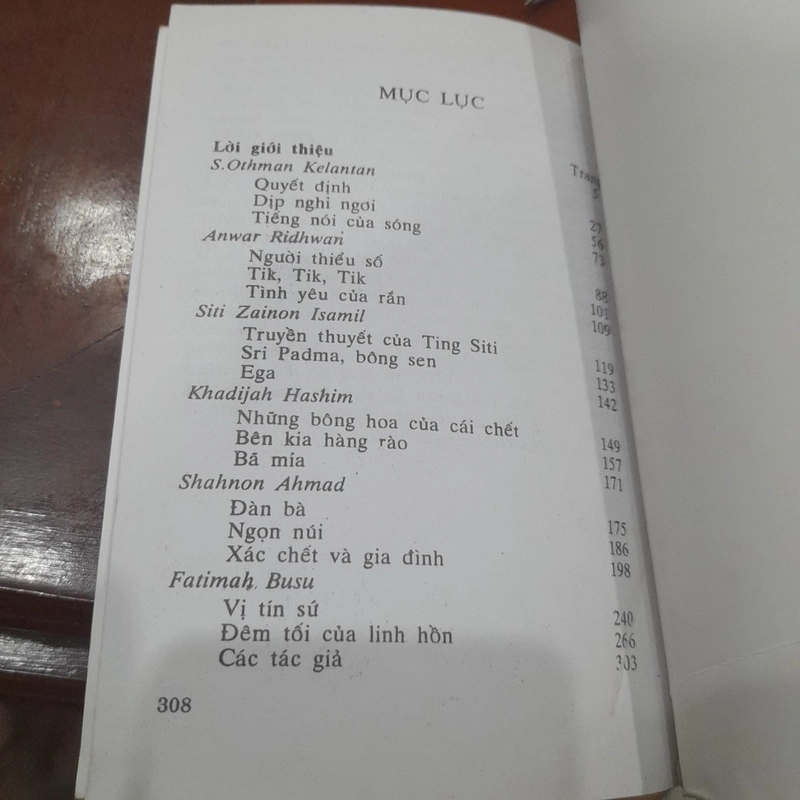 MỤC LỤC
Trang
Lời giới thiệu 5
S.Othman Kelantan
Quyết định 27
Dịp nghỉ ngơi 56
Tiếng nói của sóng 73
Anwar Ridhwan
Người thiểu số 88
Tik, Tik, Tik 101
Tình yêu của rắn 109
Siti Zainon Isamil
Truyền thuyết của Ting Siti 119
Sri Padma, bông sen 133
Ega 142
Khadijah Hashim
Những bông hoa của cái chết 149
Bên kia hàng rào 157
Bã mía 171
Shahnon Ahmad
Đàn bà 175
Ngọn núi 186
Xác chết và gia đình 198
Fatimah Busu
Vị tín sứ 240
Đêm tối của linh hồn 266
Các tác giả 303
308